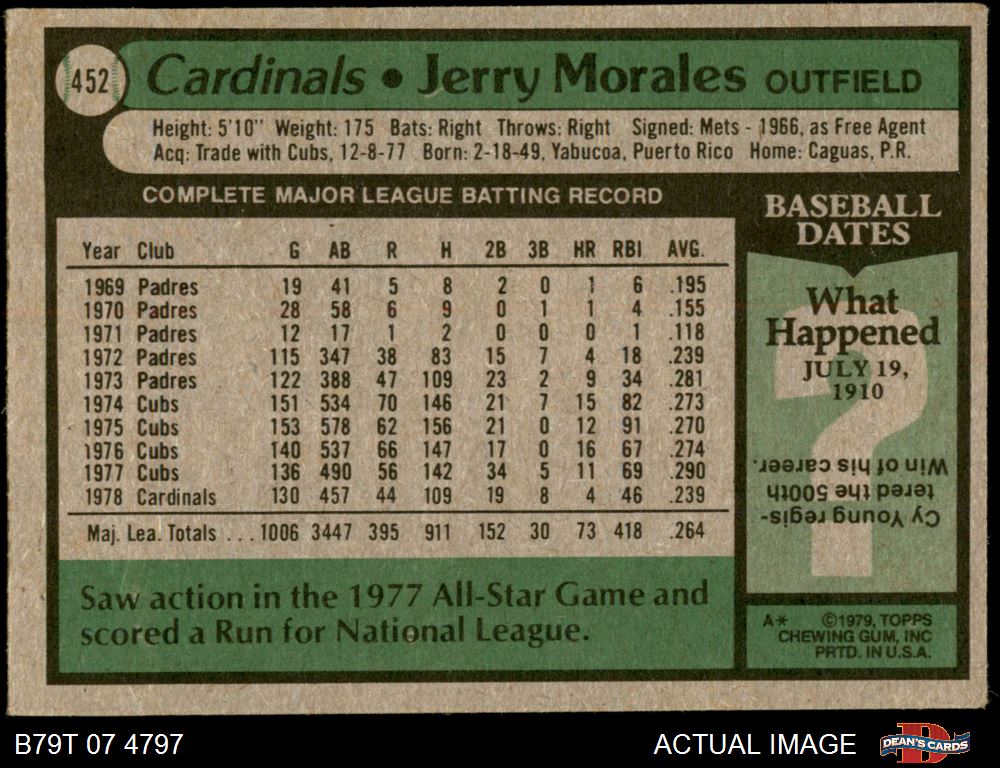 452 Cardinals • Jerry Morales OUTFIELD
Height: 5'10" Weight: 175 Bats: Right Throws: Right Signed: Mets - 1966, as Free Agent
Acq: Trade with Cubs, 12-8-77 Born: 2-18-49, Yabucoa, Puerto Rico Home: Caguas, P.R.
COMPLETE MAJOR LEAGUE BATTING RECORD
Year Club G AB R H 2B 3B HR RBI AVG.
1969 Padres 19 41 5 8 2 0 1 6 .195
1970 Padres 28 58 6 9 0 1 1 4 .155
1971 Padres 12 17 1 2 0 0 0 1 .118
1972 Padres 115 347 38 83 15 7 4 18 .239
1973 Padres 122 388 47 109 23 2 9 34 .281
1974 Cubs 151 534 70 146 21 7 15 82 .273
1975 Cubs 153 578 62 156 21 0 12 91 .270
1976 Cubs 140 537 66 147 17 0 16 67 .274
1977 Cubs 136 490 56 142 34 5 11 69 .290
1978 Cardinals 130 457 44 109 19 8 4 46 .239
Maj. Lea. Totals ... 1006 3447 395 911 152 30 73 418 .264
Saw action in the 1977 All-Star Game and
scored a Run for National League.
BASEBALL
DATES
What
Happened
JULY 19,
1910
?
Cy Young regis-
tered the 500th
Win of his career.
A* ©1979, TOPPS
CHEWING GUM, INC
PRTD. IN U.S.A.
B79T 07 4797
ACTUAL IMAGE
DEAN'S CARDS